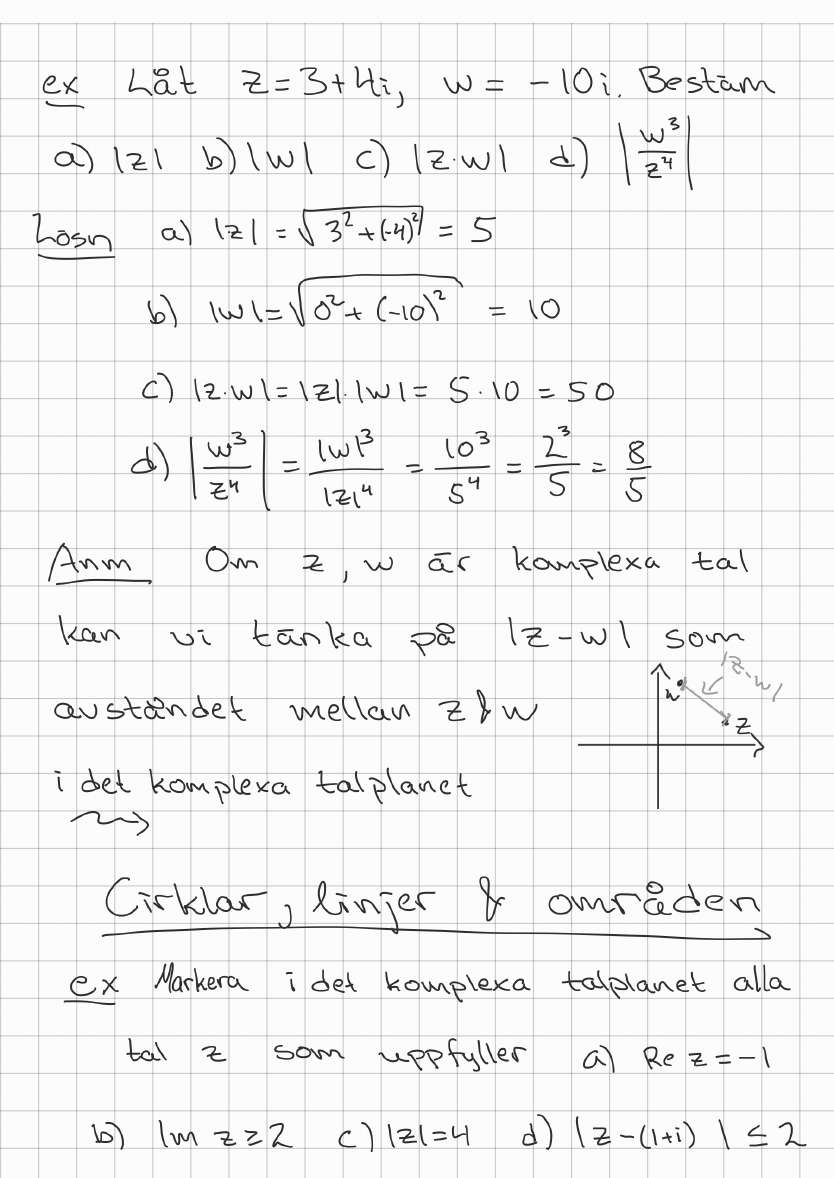 ex Låt z = 3+4i, w = -10i. Bestäm
a) |z| b) |w| c) |z·w| d) |w³/z⁴|
Lösn a) |z| = √(3²+(-4)²) = 5
b) |w| = √(0²+(-10)²) = 10
c) |z·w| = |z|·|w| = 5·10 = 50
d) |w³/z⁴| = |w|³/|z|⁴ = 10³/5⁴ = 2³/5 = 8/5
Anm Om z, w är komplexa tal
kan vi tänka på |z-w| som
avståndet mellan z & w
i det komplexa talplanet
|z-w|
w
z
Cirklar, linjer & områden
ex Markera i det komplexa talplanet alla
tal z som uppfyller a) Re z = -1
b) Im z ≥ 2 c) |z| = 4 d) |z-(1+i)| ≤ 2